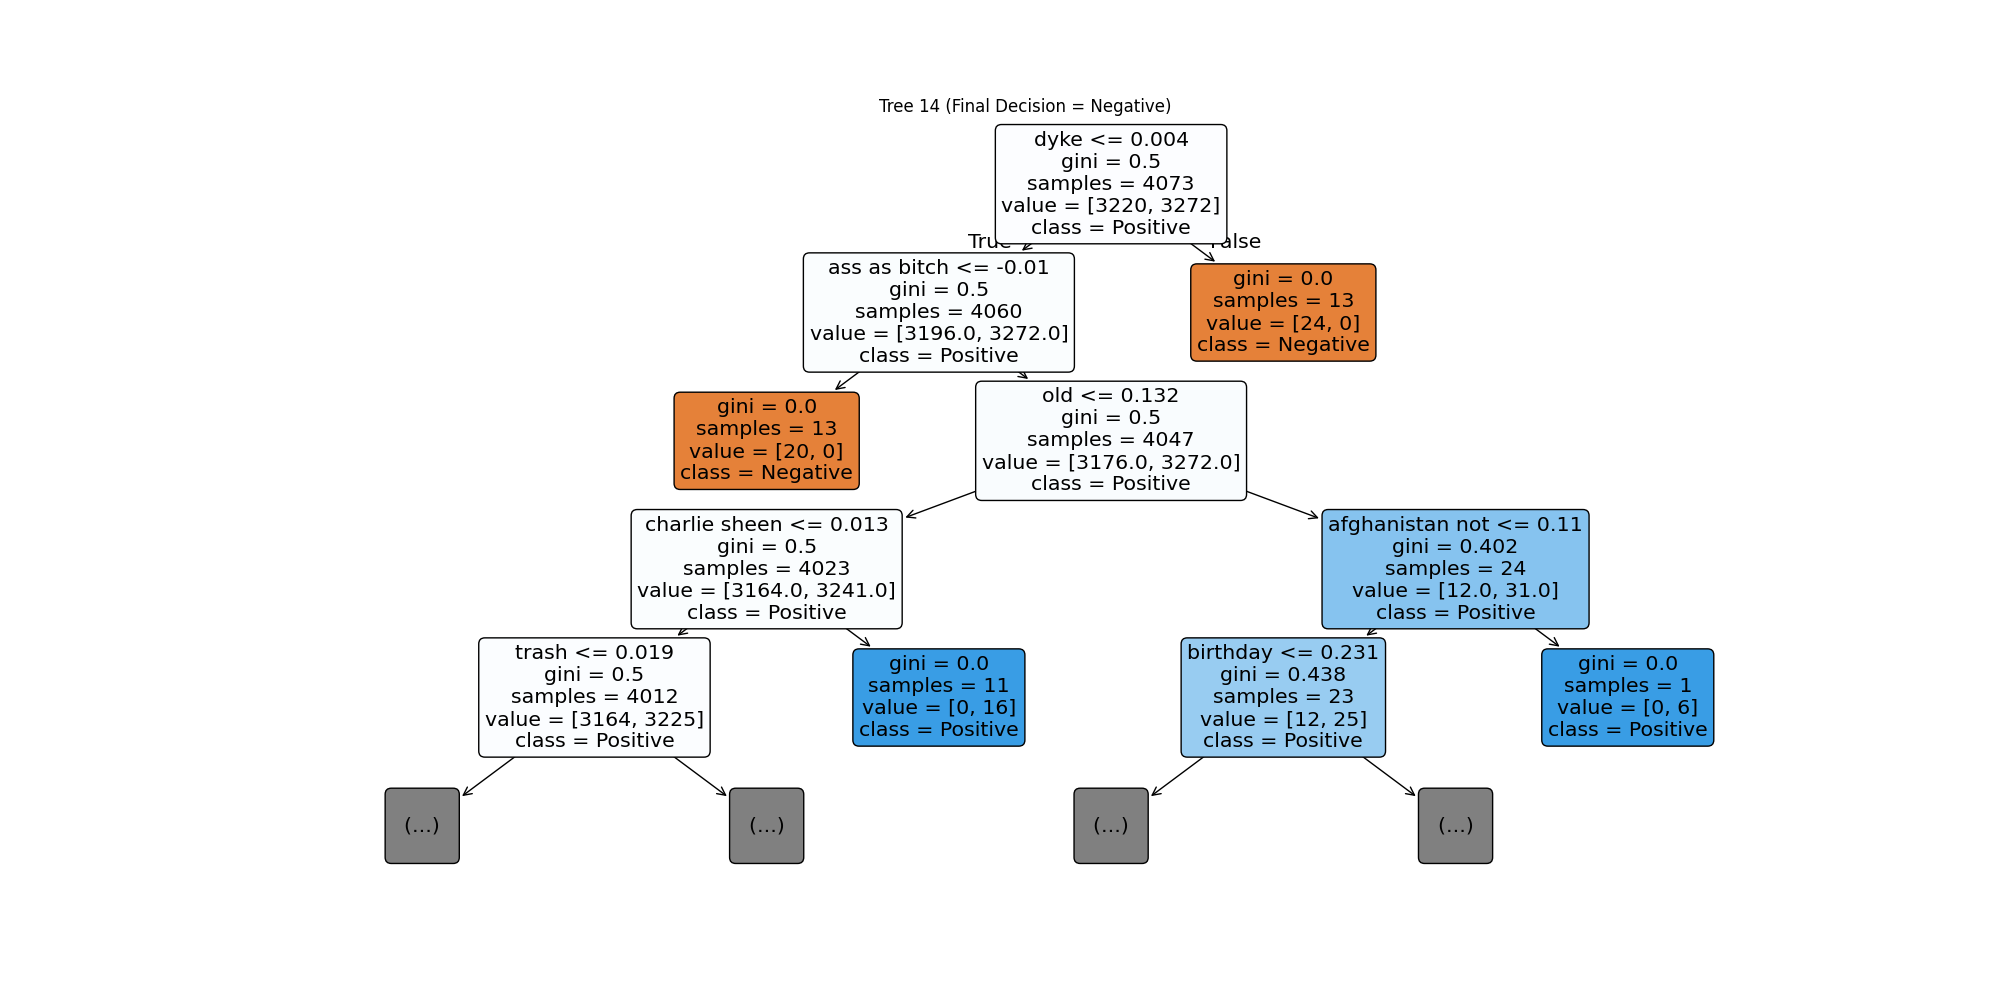 Tree 14 (Final Decision = Negative)
dyke <= 0.004
gini = 0.5
samples = 4073
value = [3220, 3272]
class = Positive
True
False
ass as bitch <= -0.01
gini = 0.5
samples = 4060
value = [3196.0, 3272.0]
class = Positive
gini = 0.0
samples = 13
value = [24, 0]
class = Negative
gini = 0.0
samples = 13
value = [20, 0]
class = Negative
old <= 0.132
gini = 0.5
samples = 4047
value = [3176.0, 3272.0]
class = Positive
charlie sheen <= 0.013
gini = 0.5
samples = 4023
value = [3164.0, 3241.0]
class = Positive
afghanistan not <= 0.11
gini = 0.402
samples = 24
value = [12.0, 31.0]
class = Positive
trash <= 0.019
gini = 0.5
samples = 4012
value = [3164, 3225]
class = Positive
gini = 0.0
samples = 11
value = [0, 16]
class = Positive
birthday <= 0.231
gini = 0.438
samples = 23
value = [12, 25]
class = Positive
gini = 0.0
samples = 1
value = [0, 6]
class = Positive
(...)
(...)
(...)
(...)